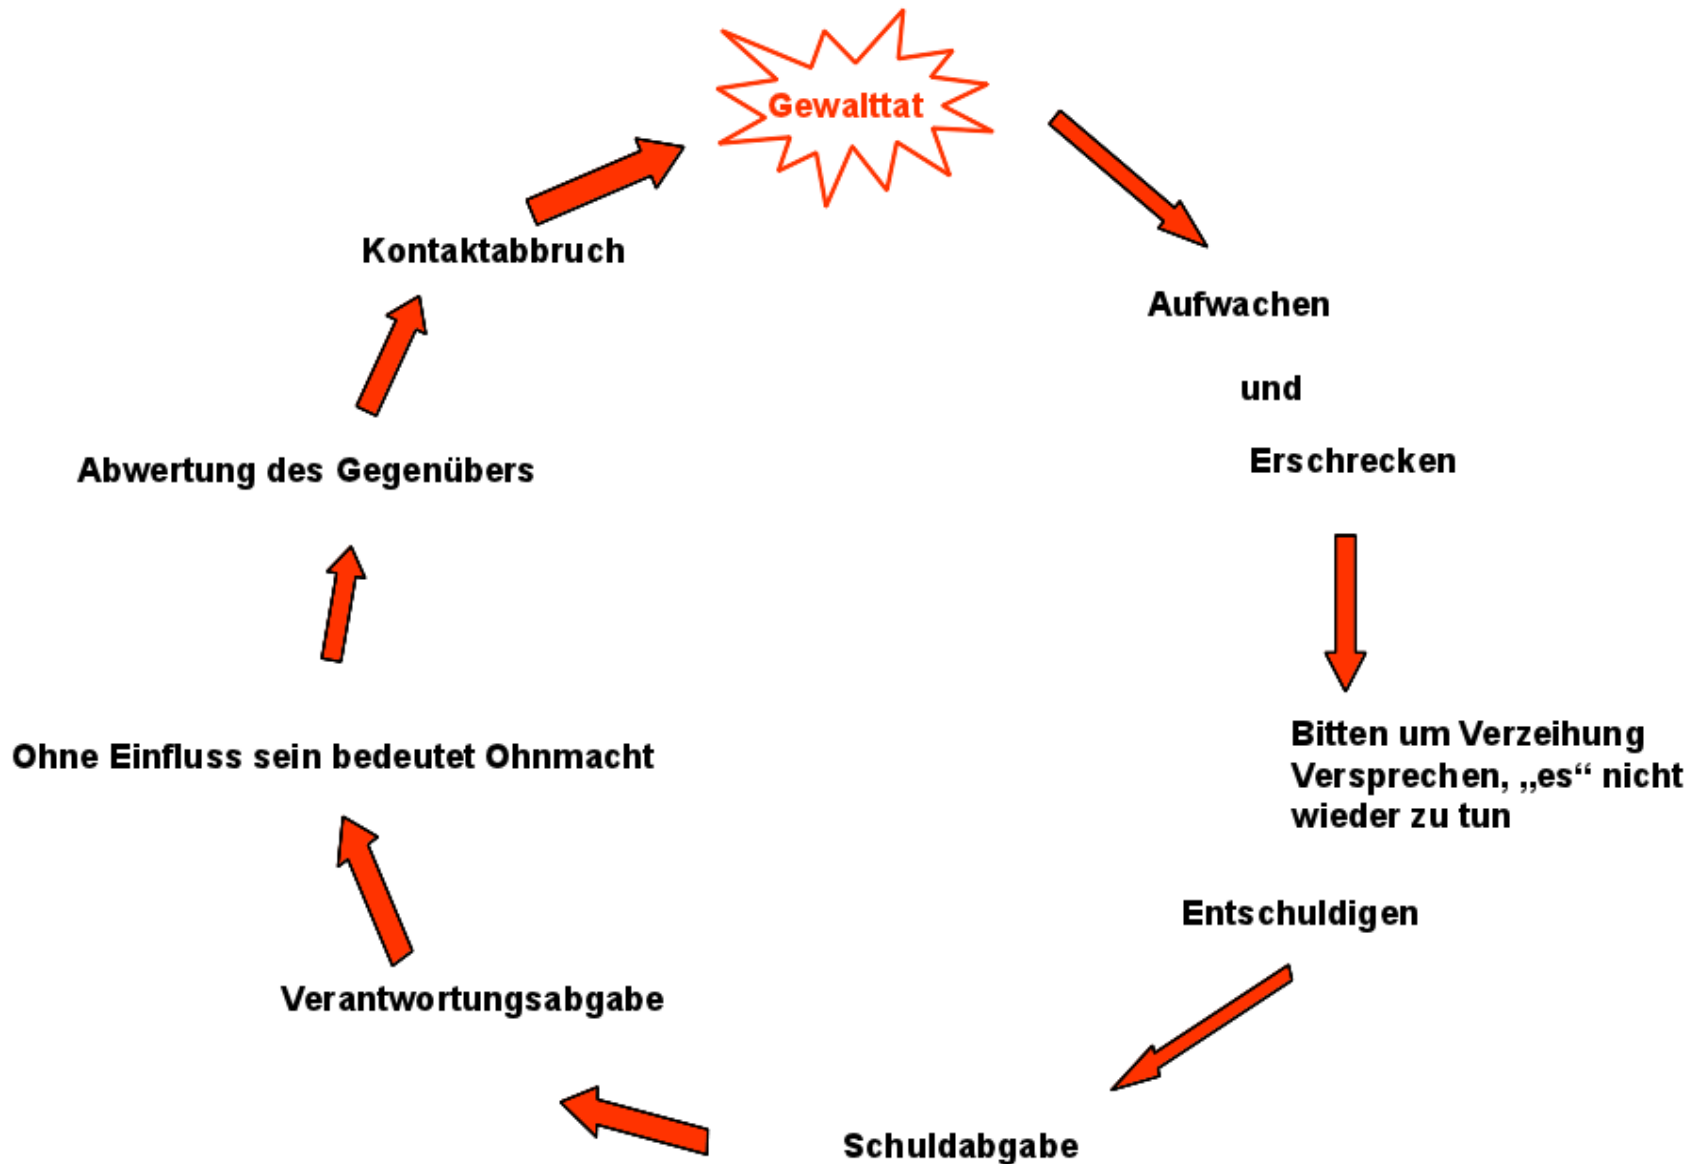 Gewalttat
Aufwachen
und
Erschrecken
Bitten um Verzeihung
Versprechen, „es“ nicht
wieder zu tun
Entschuldigen
Schuldabgabe
Verantwortungsabgabe
Ohne Einfluss sein bedeutet Ohnmacht
Abwertung des Gegenübers
Kontaktabbruch